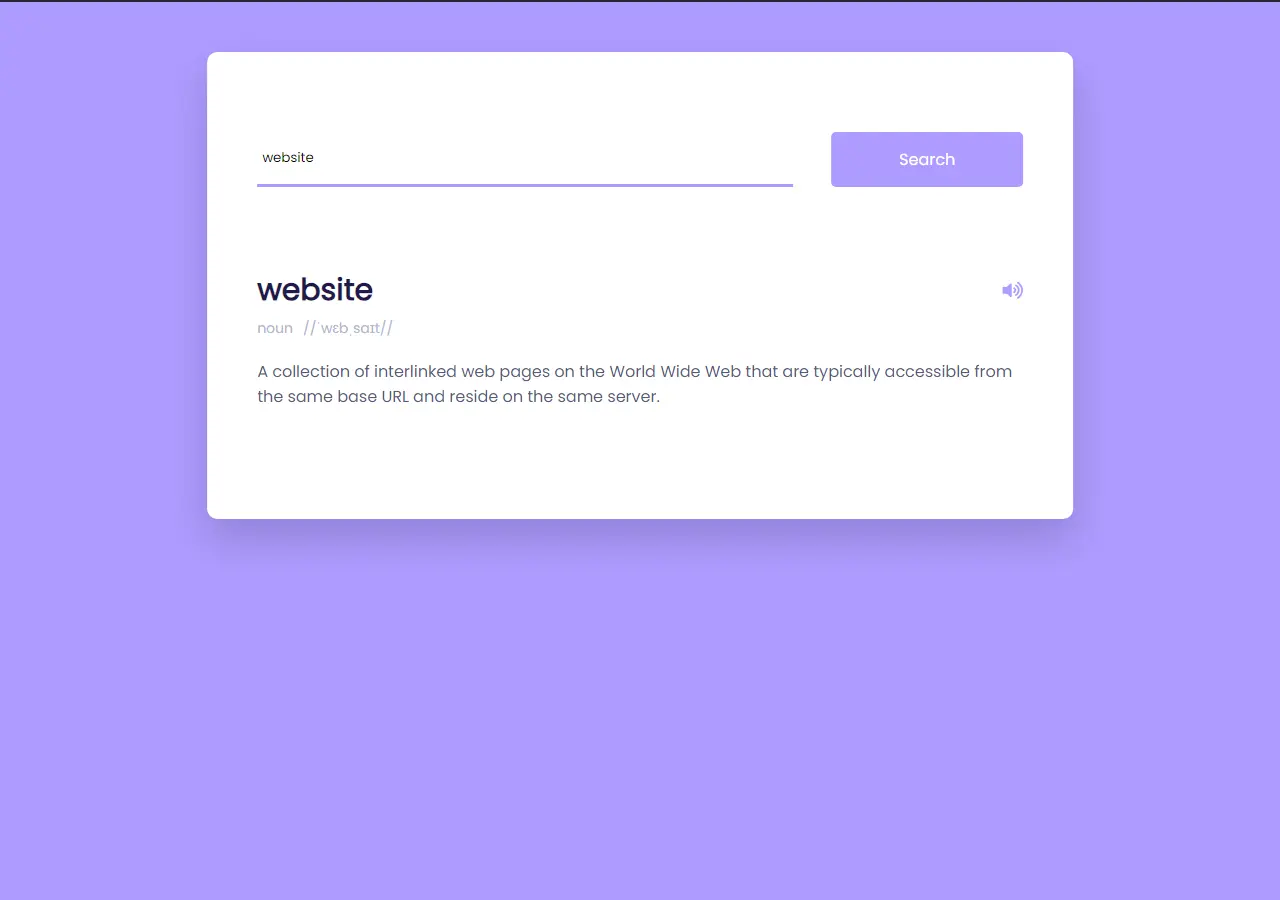 website
Search
website
noun //ˈwɛbˌsaɪt//
A collection of interlinked web pages on the World Wide Web that are typically accessible from
the same base URL and reside on the same server.